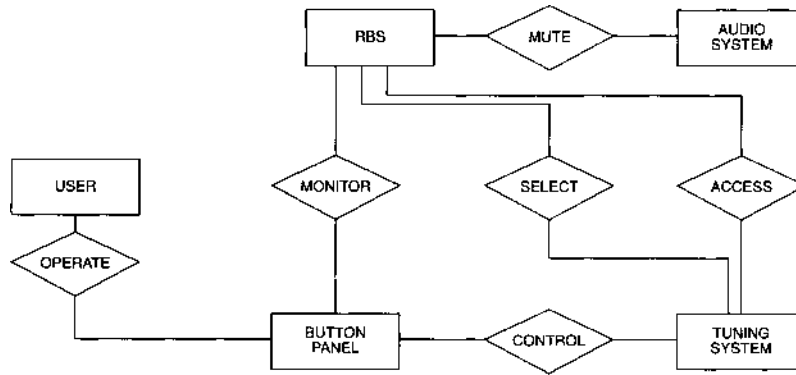 RBS
MUTE
AUDIO
SYSTEM
USER
MONITOR
SELECT
ACCESS
OPERATE
BUTTON
PANEL
CONTROL
TUNING
SYSTEM